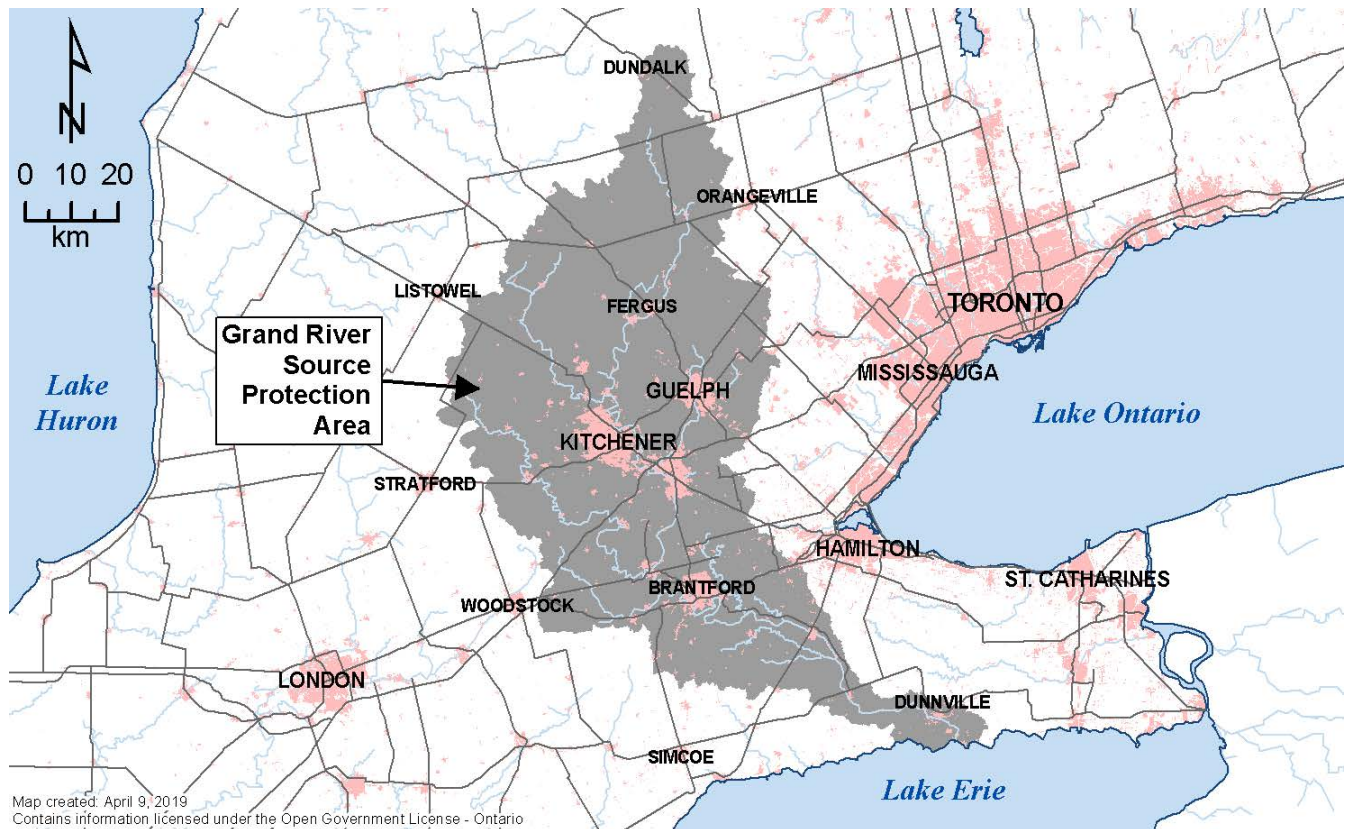 DUNDALK
N
0 10 20
km
ORANGEVILLE
LISTOWEL
FERGUS
TORONTO
Grand River
Source
Protection
Area
MISSISSAUGA
Lake
Huron
GUELPH
Lake Ontario
KITCHENER
STRATFORD
HAMILTON
ST. CATHARINES
BRANTFORD
WOODSTOCK
LONDON
DUNNVILLE
SIMCOE
Lake Erie
Map created: April 9, 2019
Contains information licensed under the Open Government License - Ontario